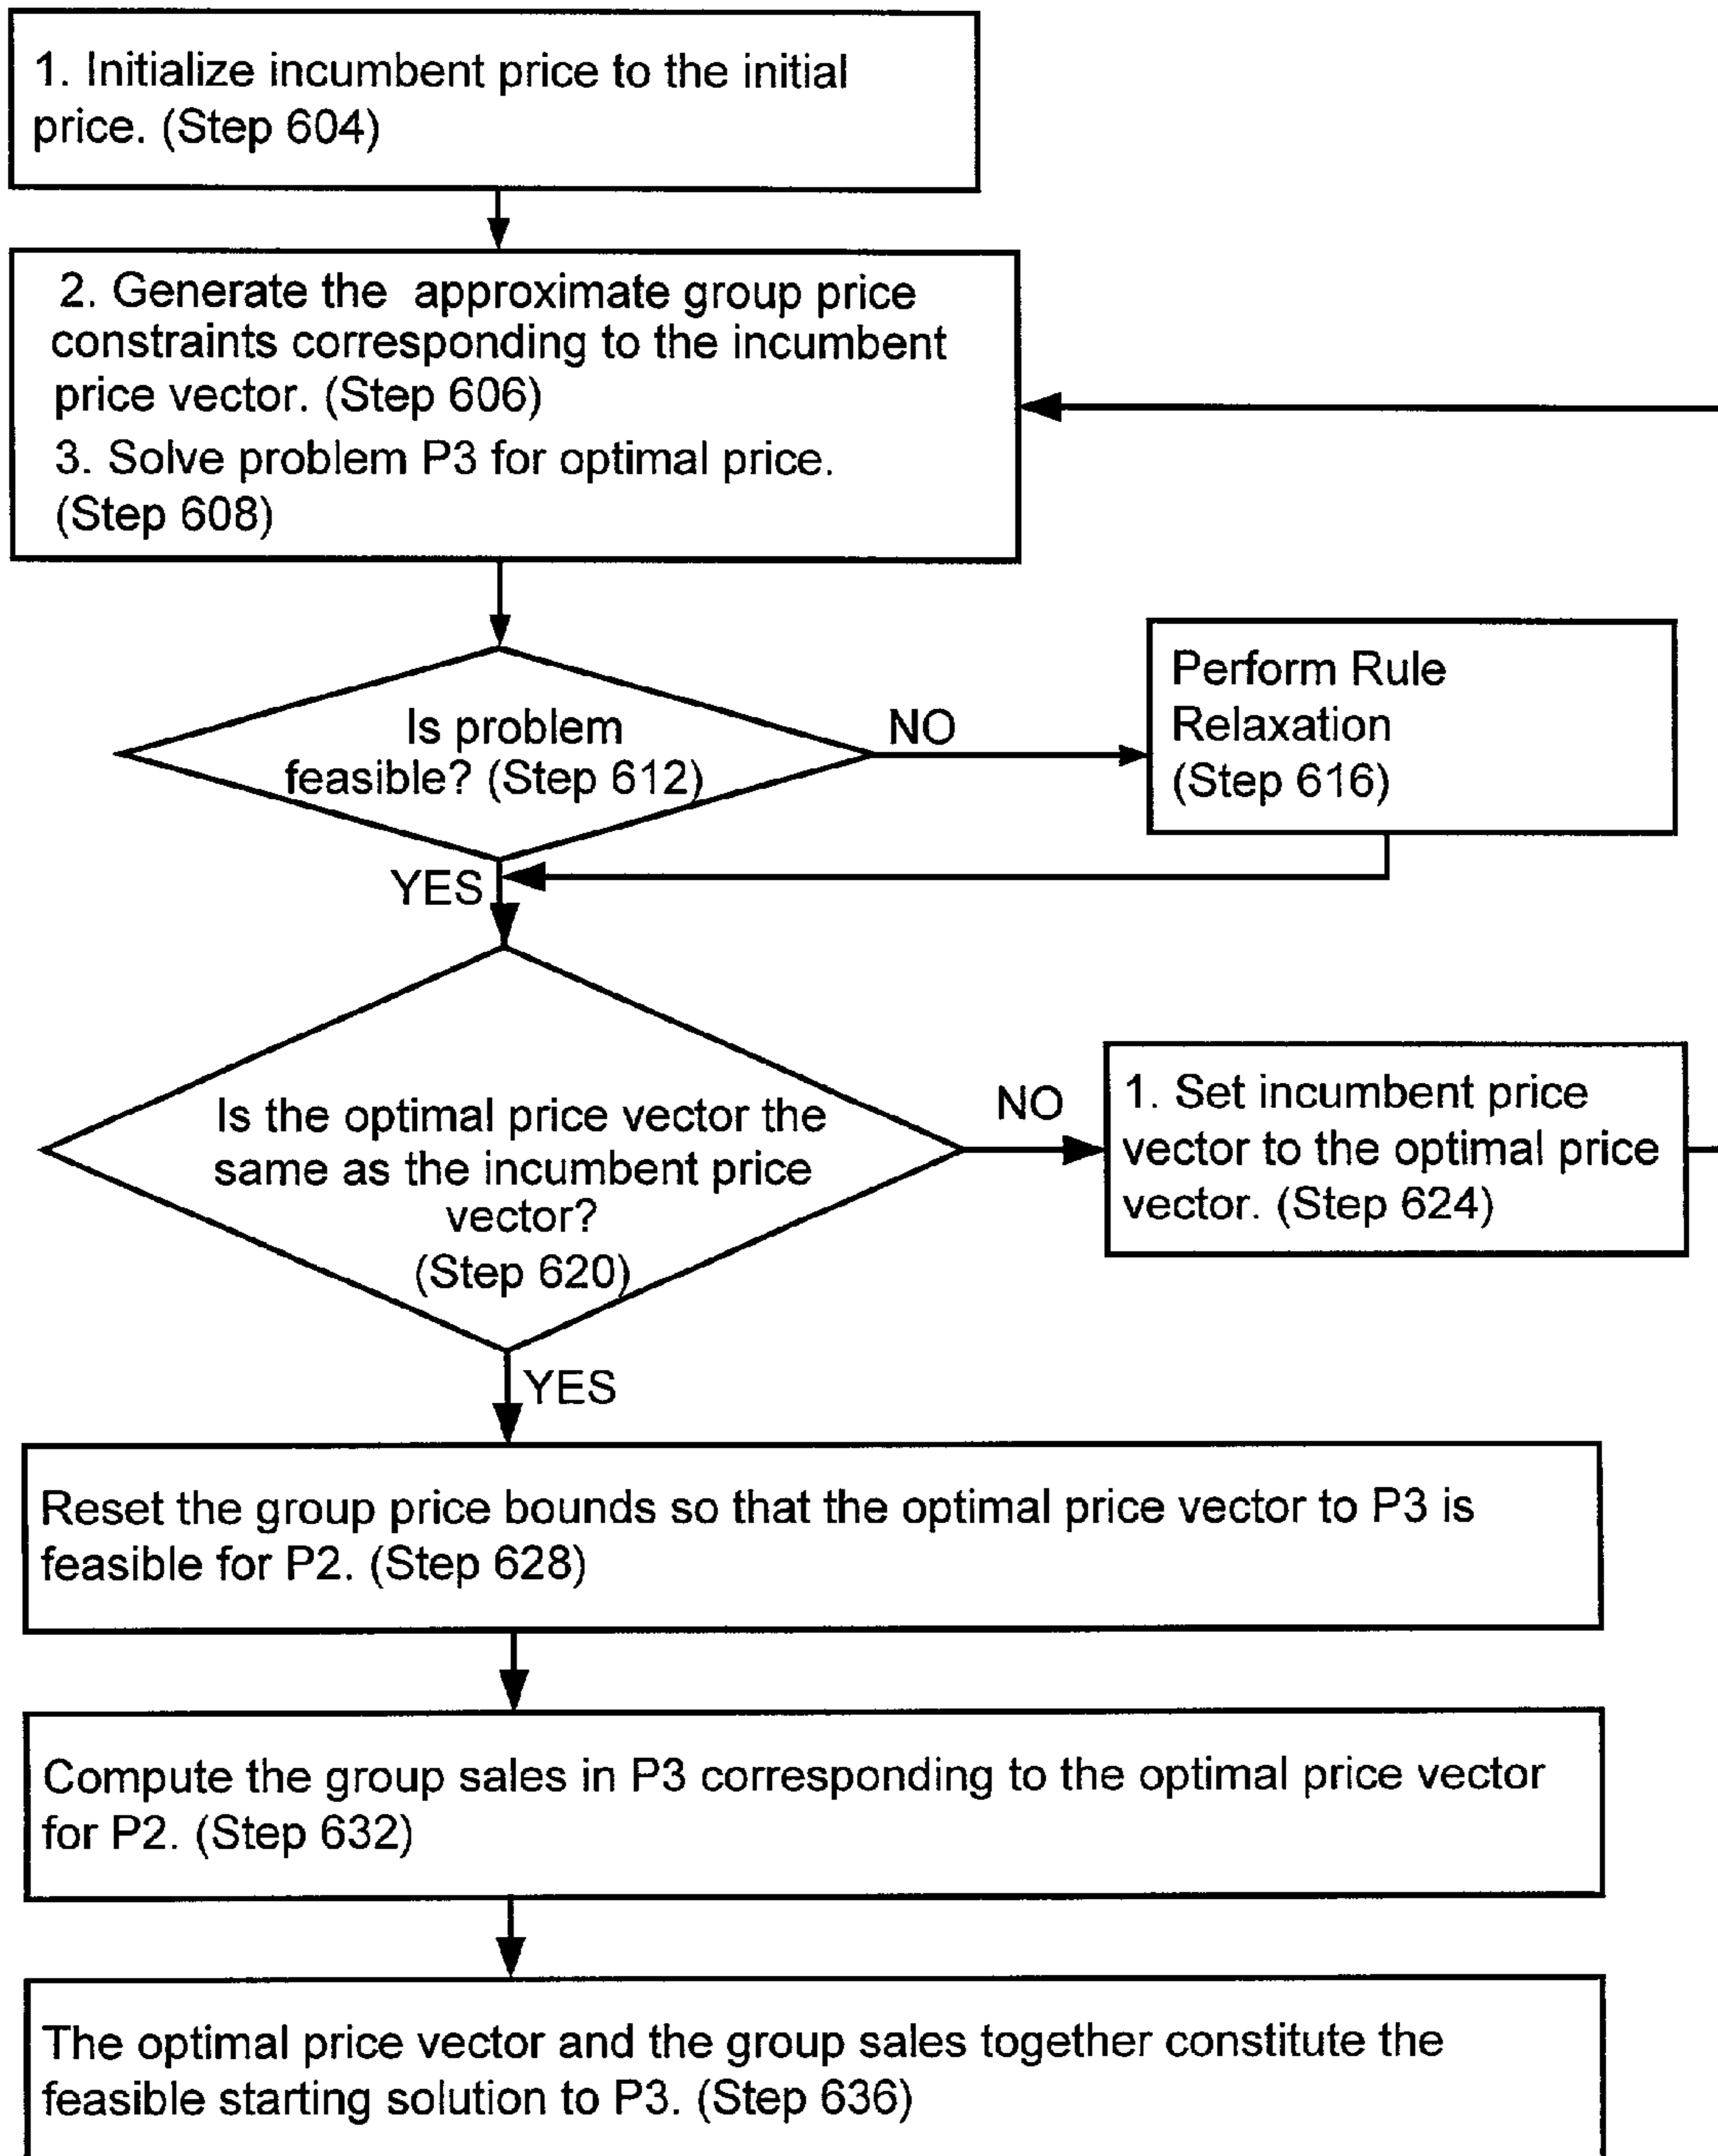 1. Initialize incumbent price to the initial
price. (Step 604)
2. Generate the approximate group price
constraints corresponding to the incumbent
price vector. (Step 606)
3. Solve problem P3 for optimal price.
(Step 608)
Is problem
feasible? (Step 612)
NO
Perform Rule
Relaxation
(Step 616)
YES
Is the optimal price vector the
same as the incumbent price
vector?
(Step 620)
NO
1. Set incumbent price
vector to the optimal price
vector. (Step 624)
YES
Reset the group price bounds so that the optimal price vector to P3 is
feasible for P2. (Step 628)
Compute the group sales in P3 corresponding to the optimal price vector
for P2. (Step 632)
The optimal price vector and the group sales together constitute the
feasible starting solution to P3. (Step 636)